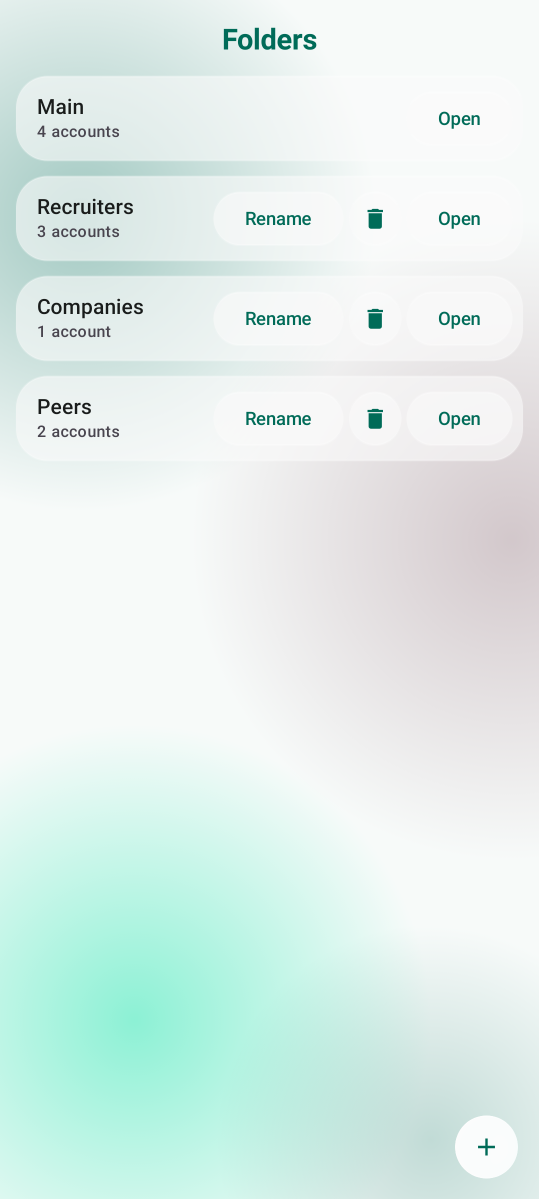 Folders
Main
4 accounts
Open
Recruiters
3 accounts
Rename
Open
Companies
1 account
Rename
Open
Peers
2 accounts
Rename
Open